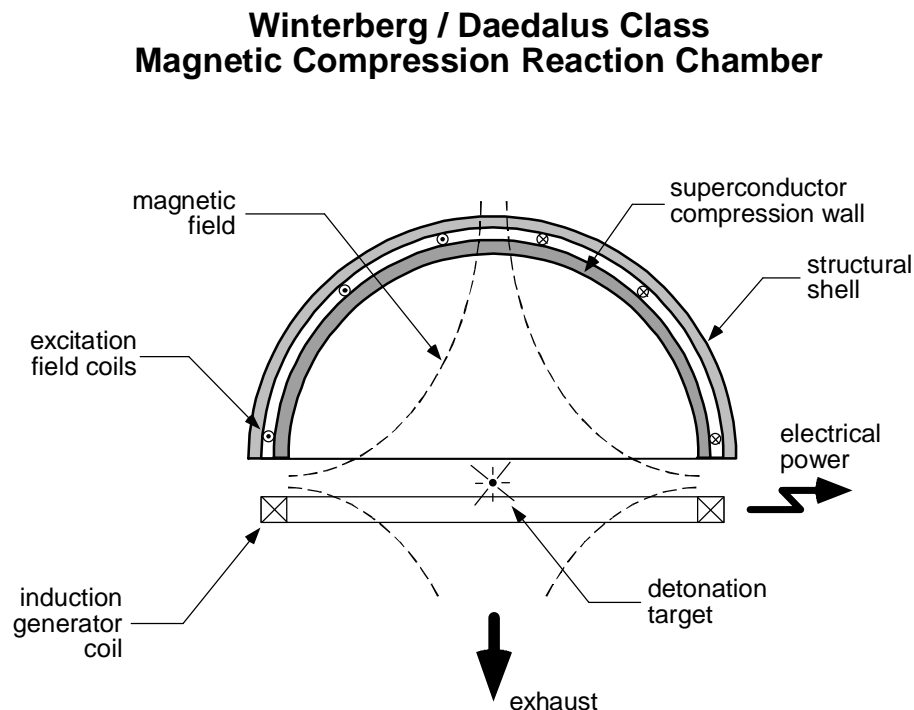 Winterberg / Daedalus Class
Magnetic Compression Reaction Chamber
magnetic
field
superconductor
compression wall
structural
shell
excitation
field coils
electrical
power
induction
generator
coil
detonation
target
exhaust